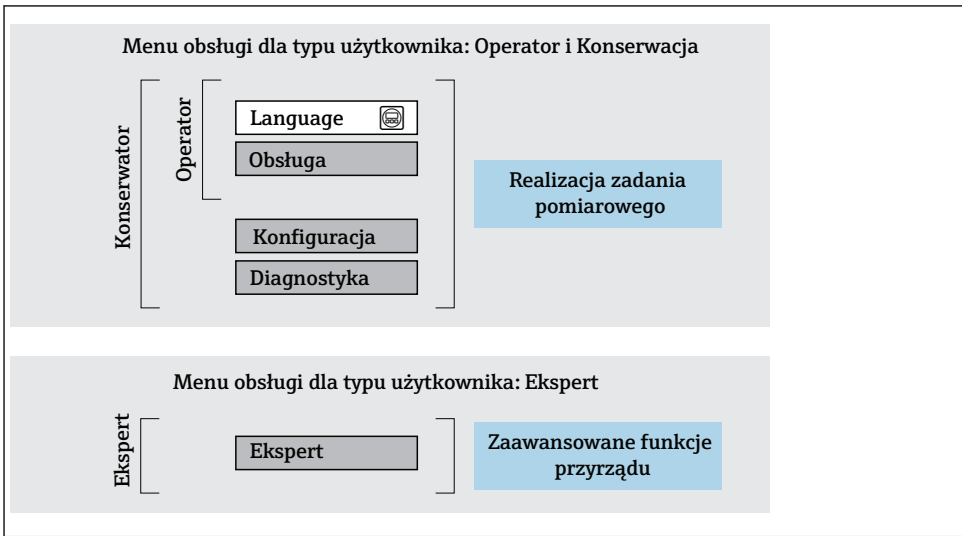 Menu obsługi dla typu użytkownika: Operator i Konserwacja
Konserwator
Operator
Language
Obsługa
Konfiguracja
Diagnostyka
Realizacja zadania
pomiarowego
Menu obsługi dla typu użytkownika: Ekspert
Ekspert
Ekspert
Zaawansowane funkcje
przyrządu